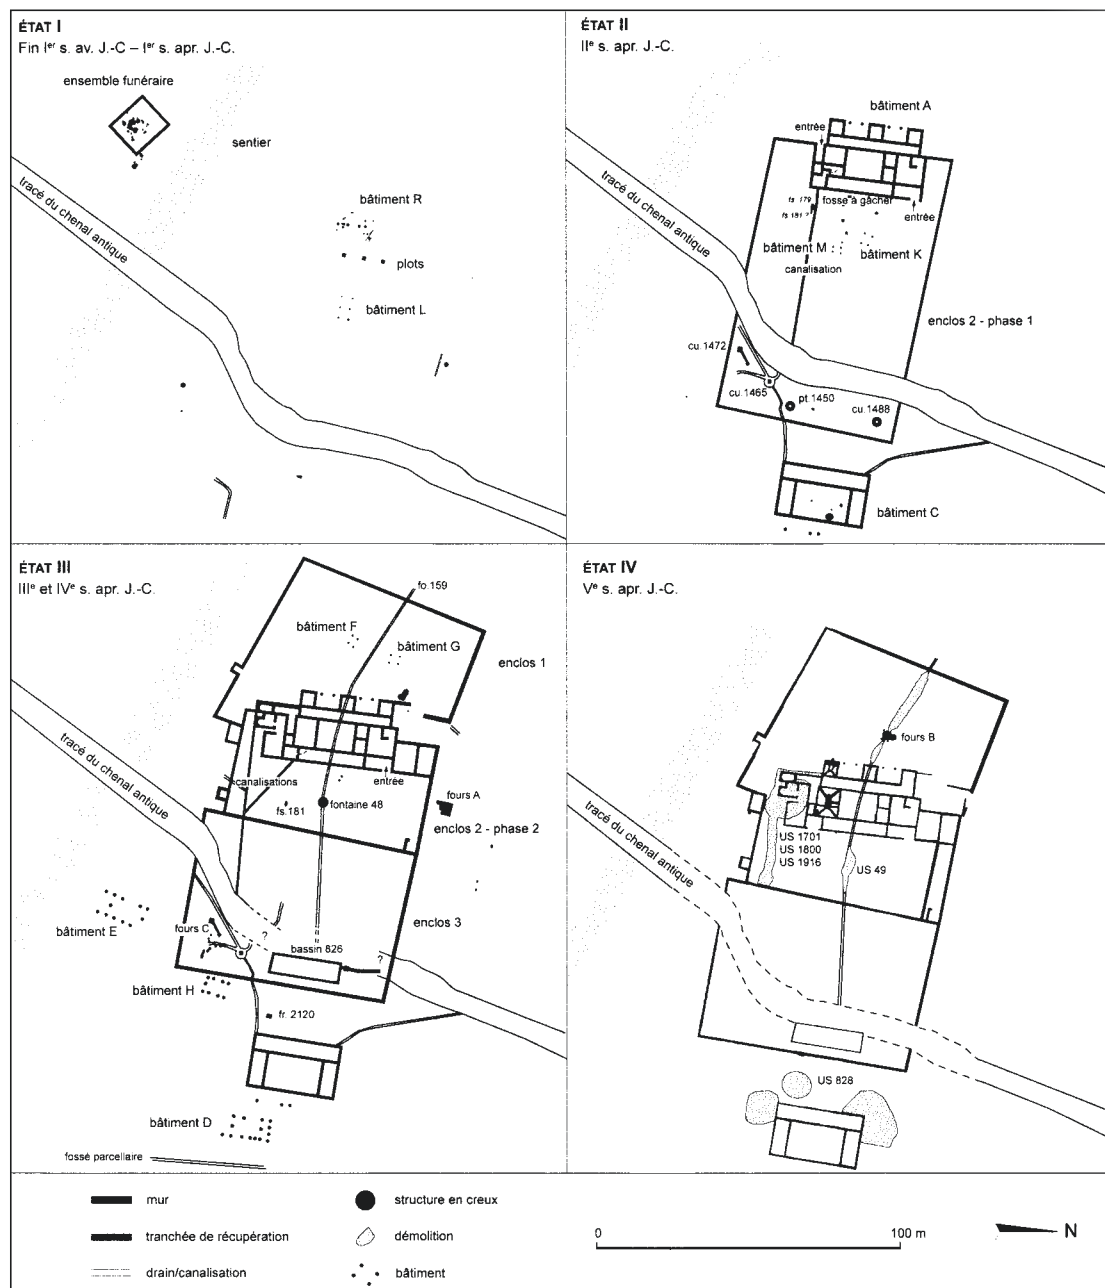 ÉTAT I
Fin Ier s. av. J.-C – Ier s. apr. J.-C.
ensemble funéraire
sentier
tracé du chenal antique
bâtiment R
plots
bâtiment L
ÉTAT II
IIe s. apr. J.-C.
bâtiment A
entrée
tracé du chenal antique
fs. 179
fosse à gâcher
fs 181 ?
entrée
bâtiment M
bâtiment K
canalisation
enclos 2 - phase 1
cu.1472
cu.1465
pt.1450
cu.1488
bâtiment C
ÉTAT III
IIIe et IVe s. apr. J.-C.
fo.159
bâtiment F
bâtiment G
enclos 1
tracé du chenal antique
canalisations
entrée
fs.181
fontaine 48
fours A
enclos 2 - phase 2
bâtiment E
fours C
?
enclos 3
bassin 826
?
bâtiment H
fr. 2120
bâtiment D
fossé parcellaire
ÉTAT IV
Ve s. apr. J.-C.
fours B
tracé du chenal antique
US 1701
US 1800
US 1916
US 49
US 828
mur
structure en creux
tranchée de récupération
démolition
drain/canalisation
bâtiment
0
100 m
N